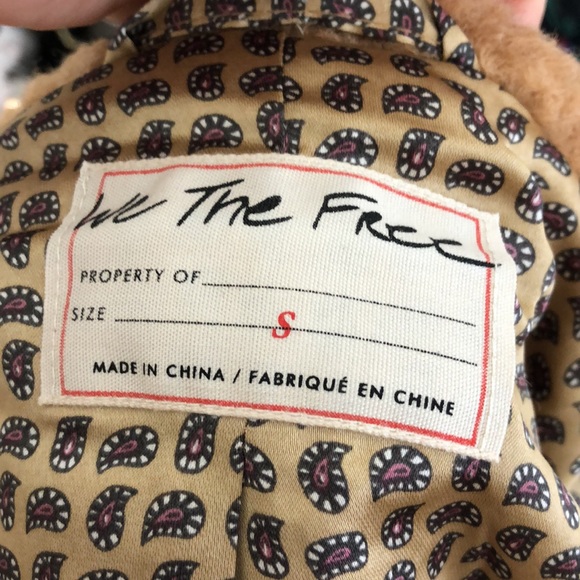 We The Free
PROPERTY OF
SIZE S
MADE IN CHINA / FABRIQUÉ EN CHINE